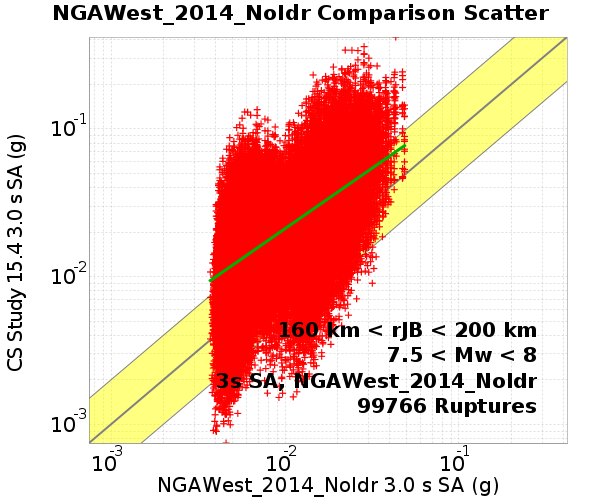 NGAWest_2014_NoIdr Comparison Scatter
CS Study 15.4 3.0 s SA (g)
10-1
10-2
10-3
160 km < rJB < 200 km
7.5 < Mw < 8
3s SA, NGAWest_2014_NoIdr
99766 Ruptures
10-3 10-2 10-1
NGAWest_2014_NoIdr 3.0 s SA (g)